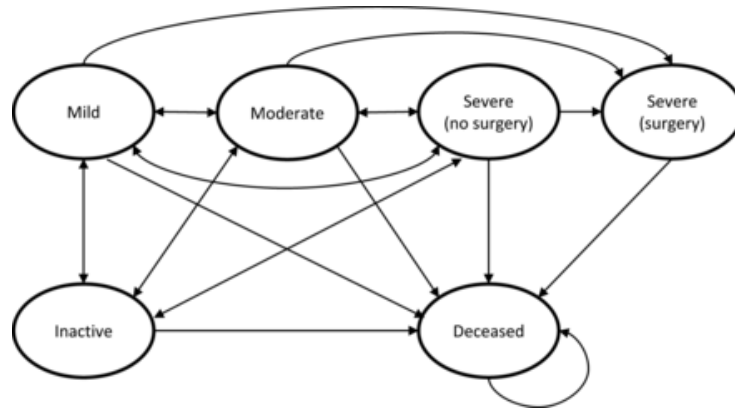 Mild
Moderate
Severe
(no surgery)
Severe
(surgery)
Inactive
Deceased